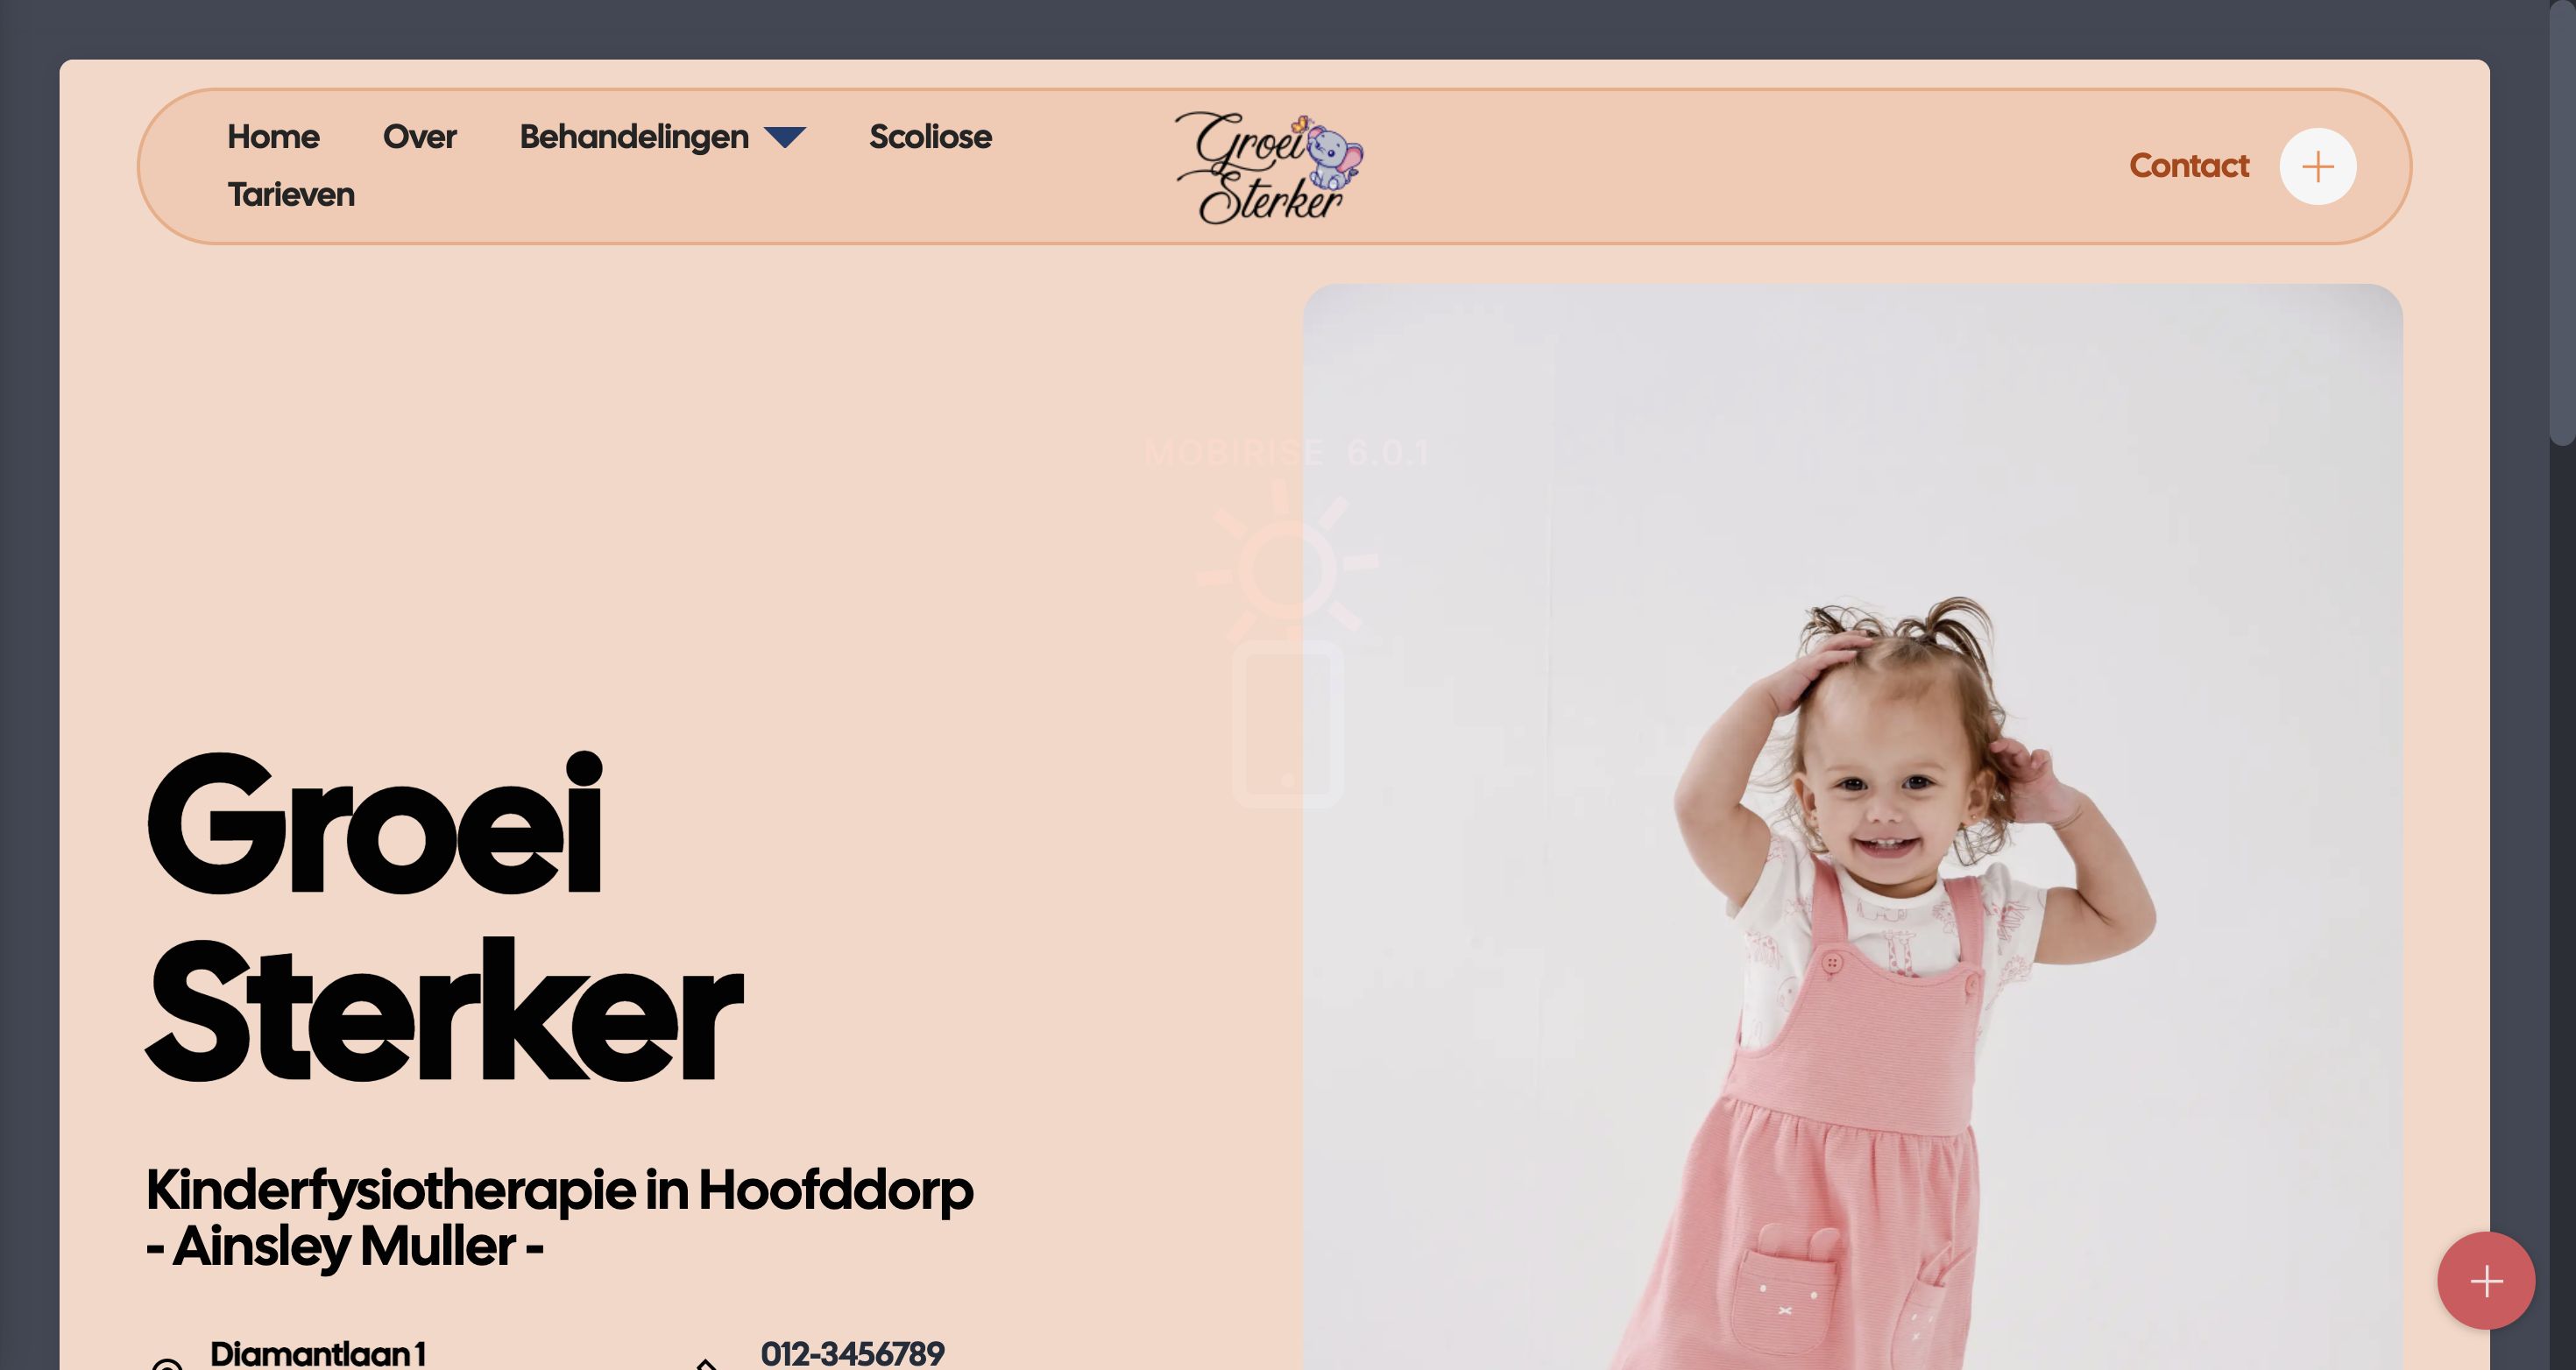 Home Over Behandelingen Scoliose
Tarieven
Groei
Sterker
Contact
MOBIRISE 6.0.1
Groei
Sterker
Kinderfysiotherapie in Hoofddorp
- Ainsley Muller -
Diamantlaan 1
012-3456789